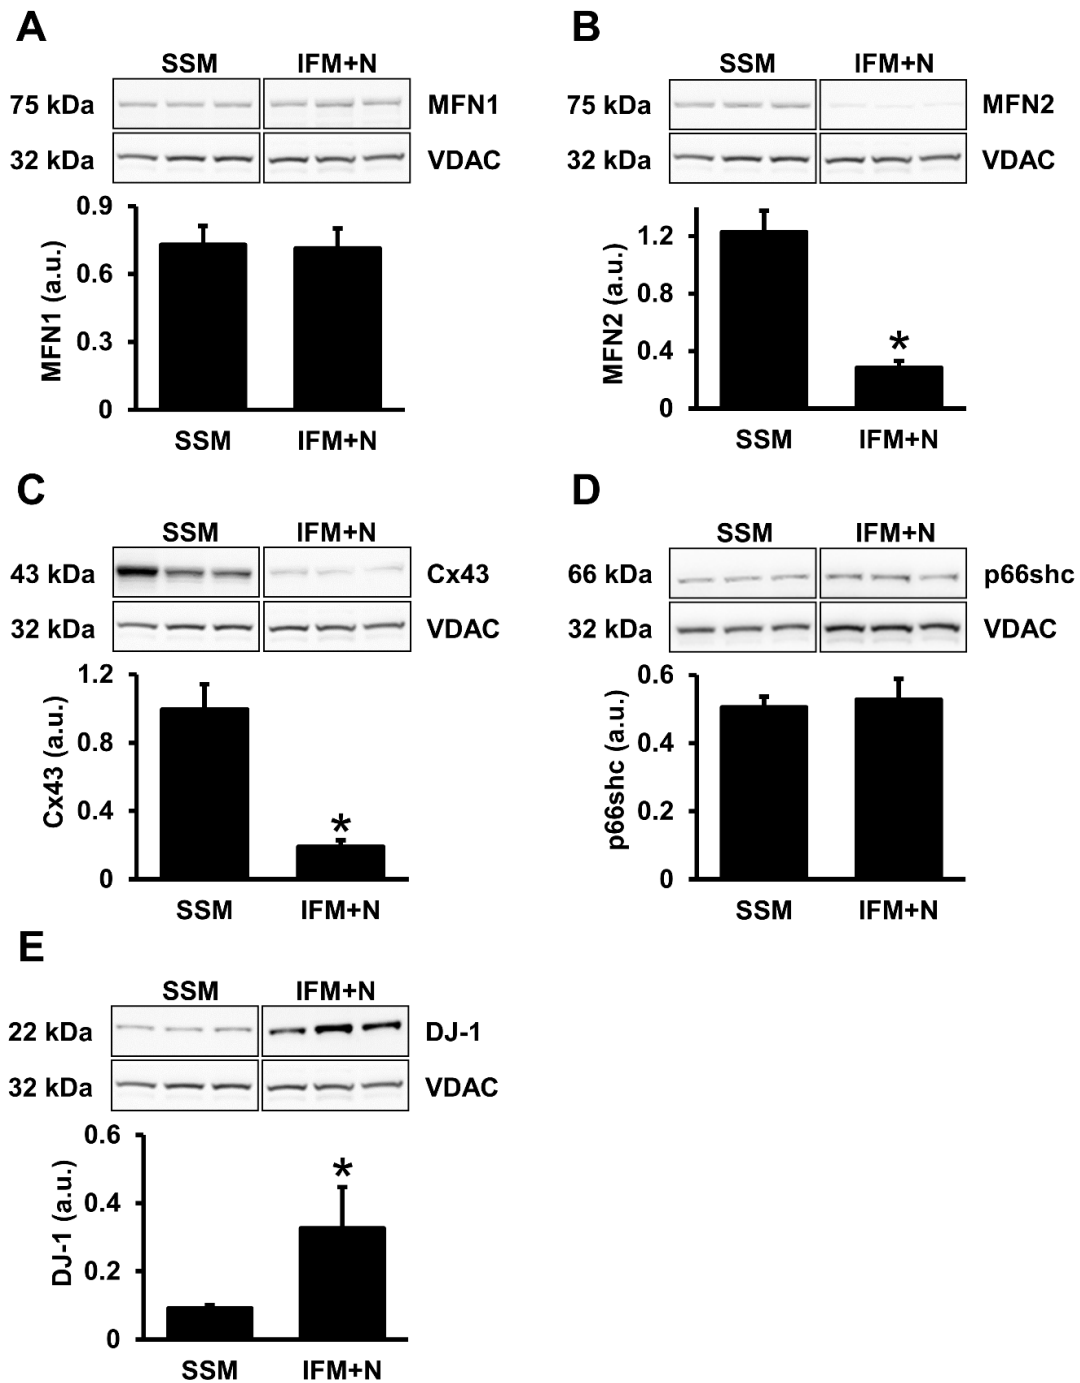 A
SSM IFM+N
75 kDa MFN1
32 kDa VDAC
0.9
0.6
0.3
0
MFN1 (a.u.)
SSM IFM+N
B
SSM IFM+N
75 kDa MFN2
32 kDa VDAC
1.2
0.8
0.4
0
MFN2 (a.u.)
*
SSM IFM+N
C
SSM IFM+N
43 kDa Cx43
32 kDa VDAC
1.2
0.8
0.4
0
Cx43 (a.u.)
*
SSM IFM+N
D
SSM IFM+N
66 kDa p66shc
32 kDa VDAC
0.6
0.4
0.2
0
p66shc (a.u.)
SSM IFM+N
E
SSM IFM+N
22 kDa DJ-1
32 kDa VDAC
0.6
0.4
0.2
0
DJ-1 (a.u.)
*
SSM IFM+N